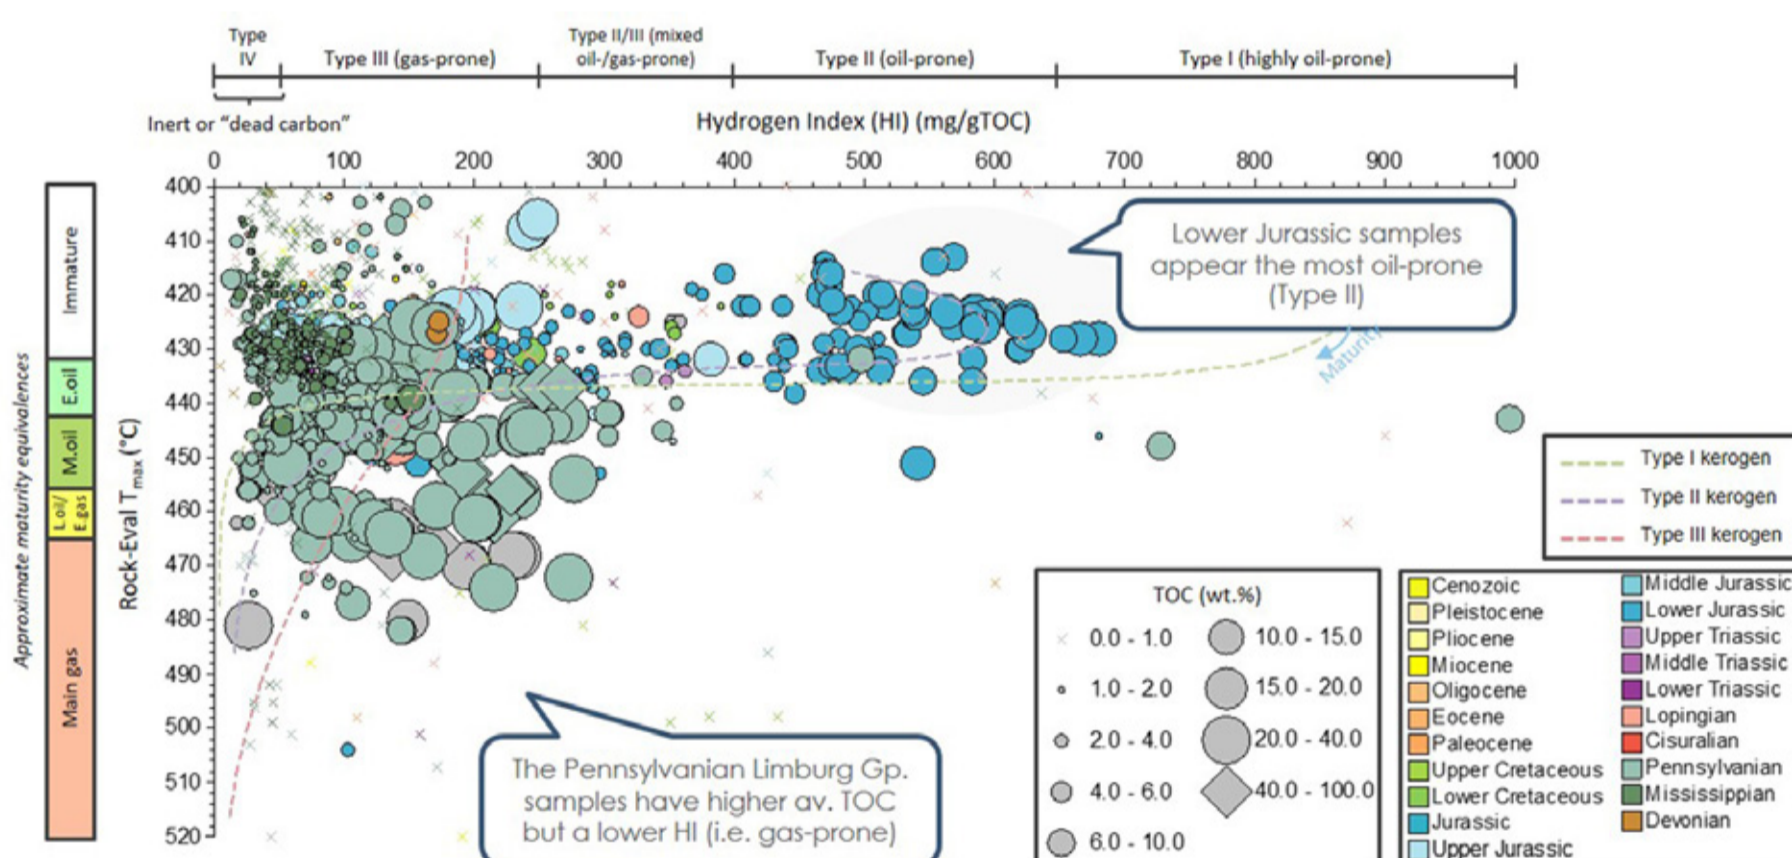 Type
IV
Type III (gas-prone)
Type II/III (mixed
oil-/gas-prone)
Type II (oil-prone)
Type I (highly oil-prone)
Inert or “dead carbon”
Hydrogen Index (HI) (mg/gTOC)
0 100 200 300 400 500 600 700 800 900 1000
400
410
420
430
440
450
460
470
480
490
500
510
520
Approximate maturity equivalences
Immature
E.oil
M.oil
L.oil/
E.gas
Main gas
Rock-Eval Tmax (°C)
Lower Jurassic samples
appear the most oil-prone
(Type II)
Maturity
Type I kerogen
Type II kerogen
Type III kerogen
The Pennsylvanian Limburg Gp.
samples have higher av. TOC
but a lower HI (i.e. gas-prone)
TOC (wt.%)
0.0 - 1.0
1.0 - 2.0
2.0 - 4.0
4.0 - 6.0
6.0 - 10.0
10.0 - 15.0
15.0 - 20.0
20.0 - 40.0
40.0 - 100.0
Cenozoic
Pleistocene
Pliocene
Miocene
Oligocene
Eocene
Paleocene
Upper Cretaceous
Lower Cretaceous
Jurassic
Upper Jurassic
Middle Jurassic
Lower Jurassic
Upper Triassic
Middle Triassic
Lower Triassic
Lopingian
Cisuralian
Pennsylvanian
Mississippian
Devonian